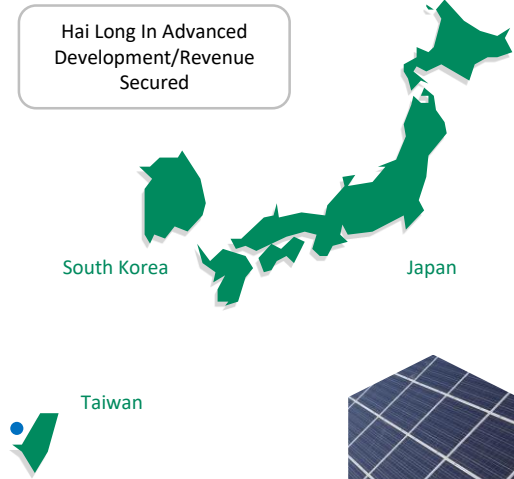 Hai Long In Advanced
Development/Revenue
Secured
South Korea
Japan
Taiwan